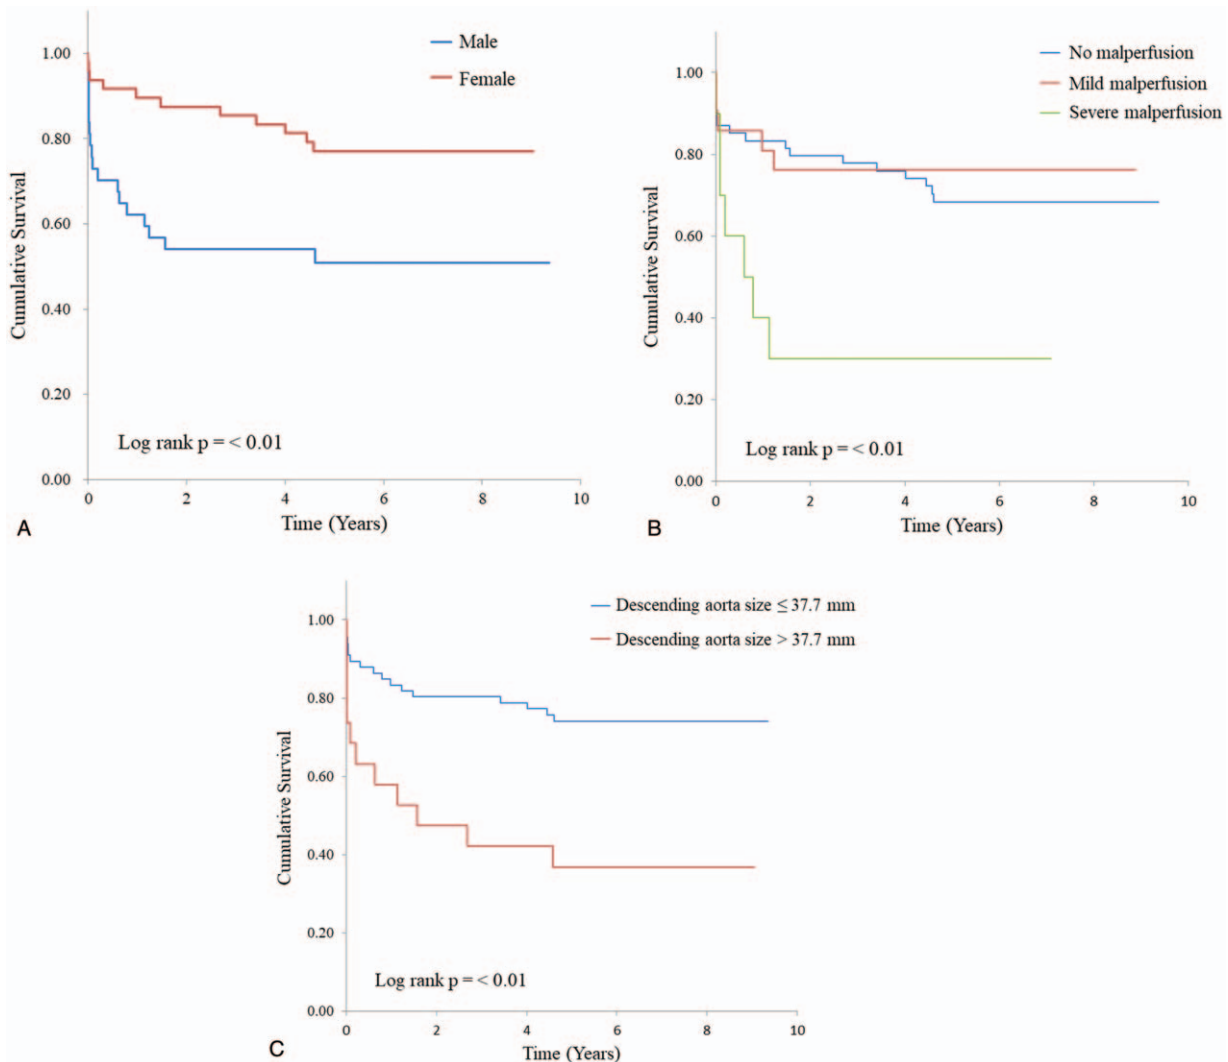 Male
Female
1.00
0.80
0.60
0.40
0.20
0.00
Cumulative Survival
Log rank p = < 0.01
0 2 4 6 8 10
Time (Years)
A
No malperfusion
Mild malperfusion
Severe malperfusion
1.00
0.80
0.60
0.40
0.20
0.00
Cumulative Survival
Log rank p = < 0.01
0 2 4 6 8 10
Time (Years)
B
Descending aorta size ≤ 37.7 mm
Descending aorta size > 37.7 mm
1.00
0.80
0.60
0.40
0.20
0.00
Cumulative Survival
Log rank p = < 0.01
0 2 4 6 8 10
Time (Years)
C